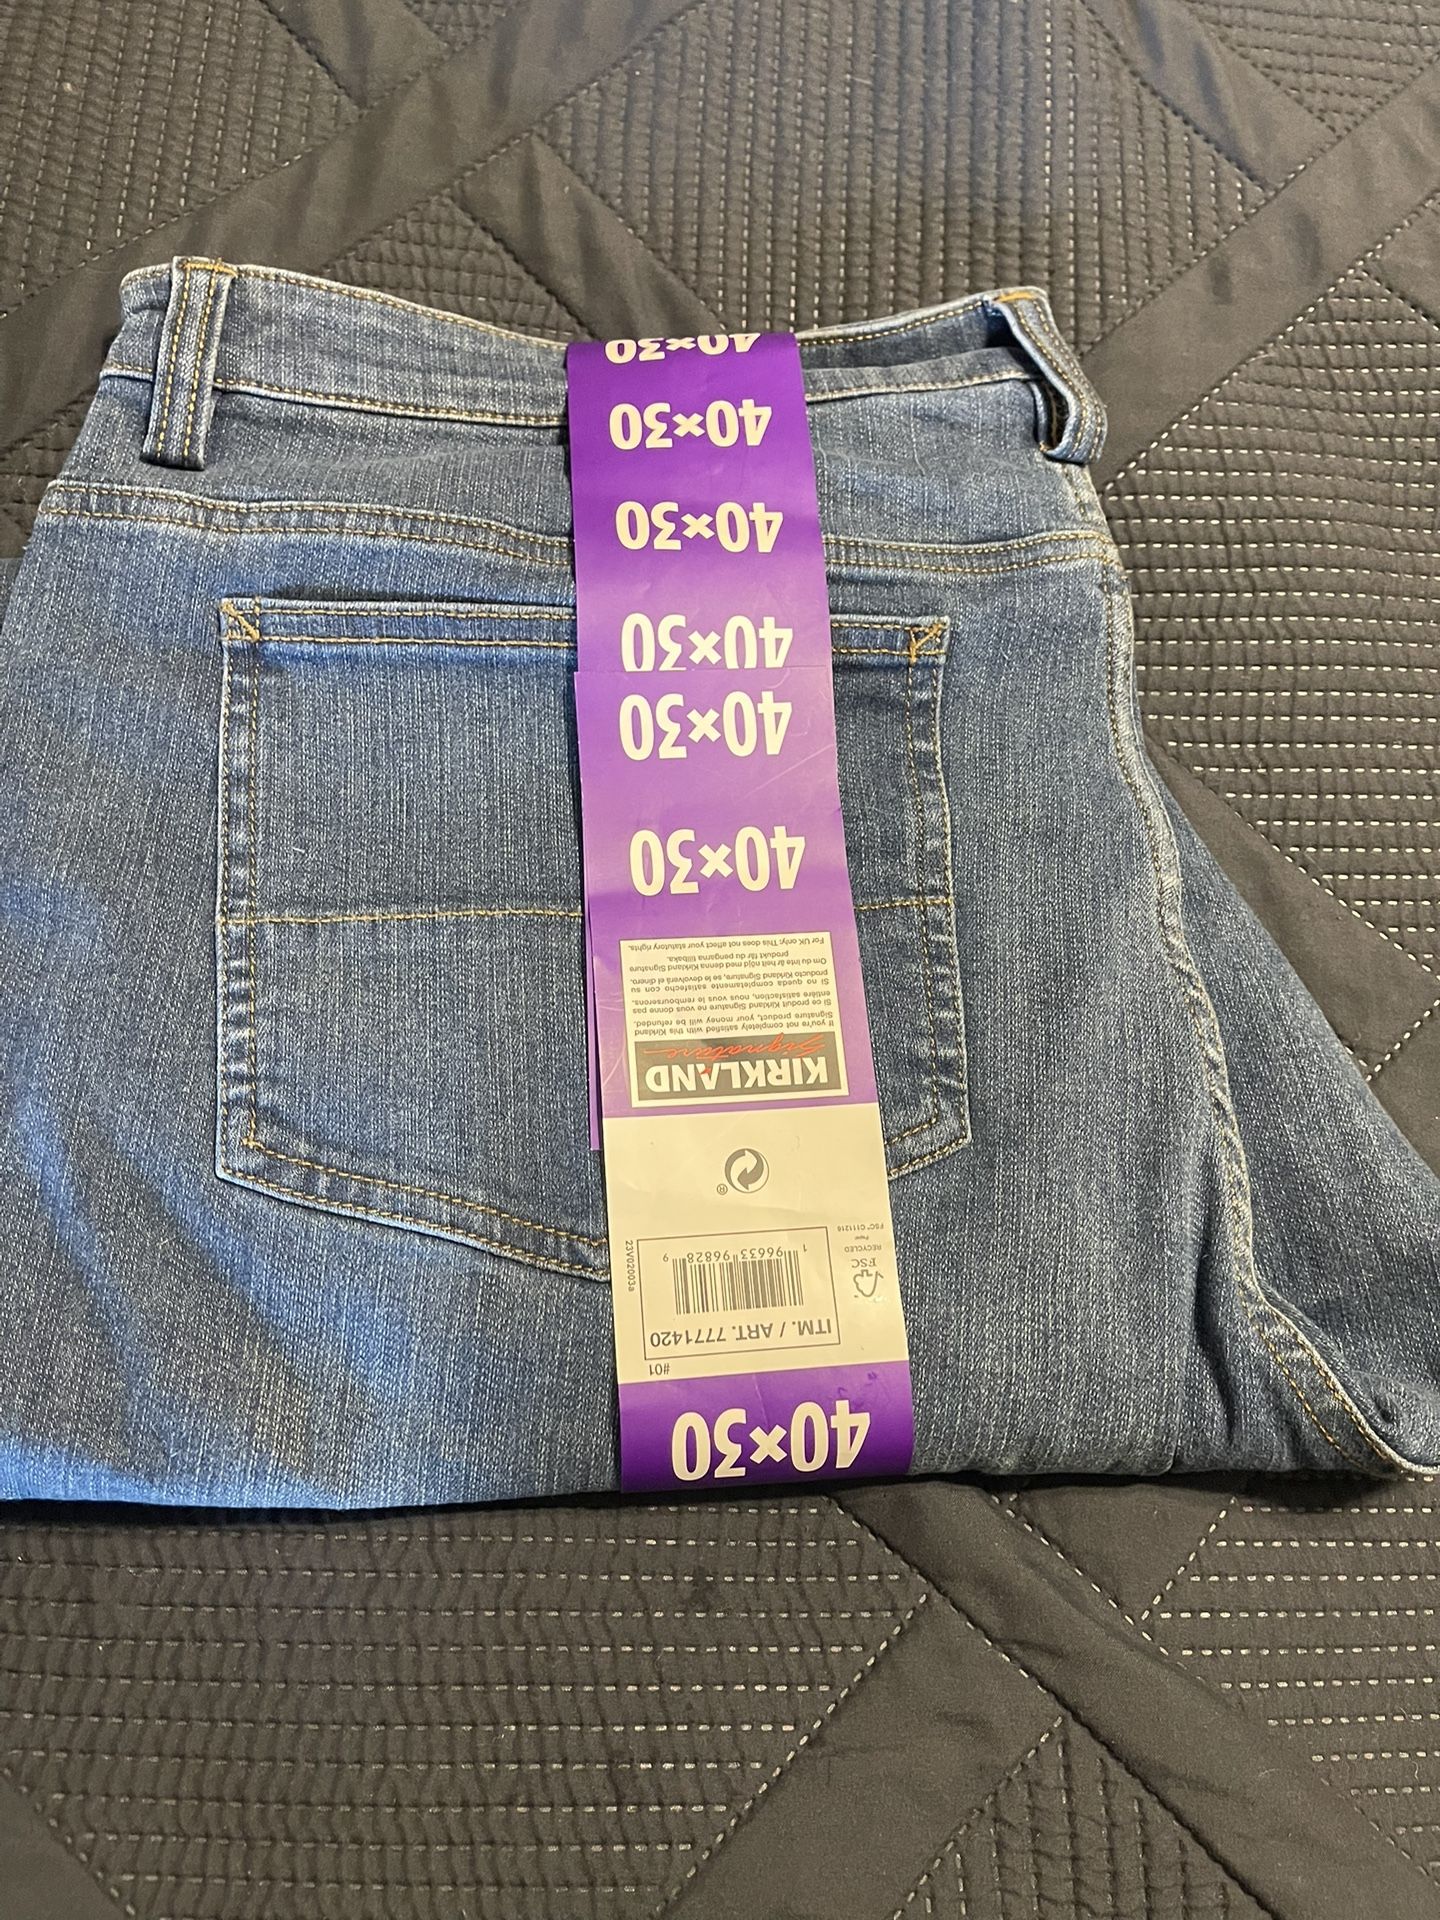 40×30
#01
ITM. / ART. 7771420
1 96633 96828 9
23V02003a
FSC
RECYCLED
Paper
FSC® C111216
®
KIRKLAND
Signature
If you're not completely satisfied with this Kirkland
Signature product, your money will be refunded.
Si ce produit Kirkland Signature ne vous donne pas
entière satisfaction, nous vous le rembourserons.
Si no queda completamente satisfecho con su
producto Kirkland Signature, se le devolverá el dinero.
Om du inte är helt nöjd med denna Kirkland Signature
produkt får du pengarna tillbaka.
For UK only: This does not affect your statutory rights.
40×30
40×30
40×30
40×30
40×30
40×30